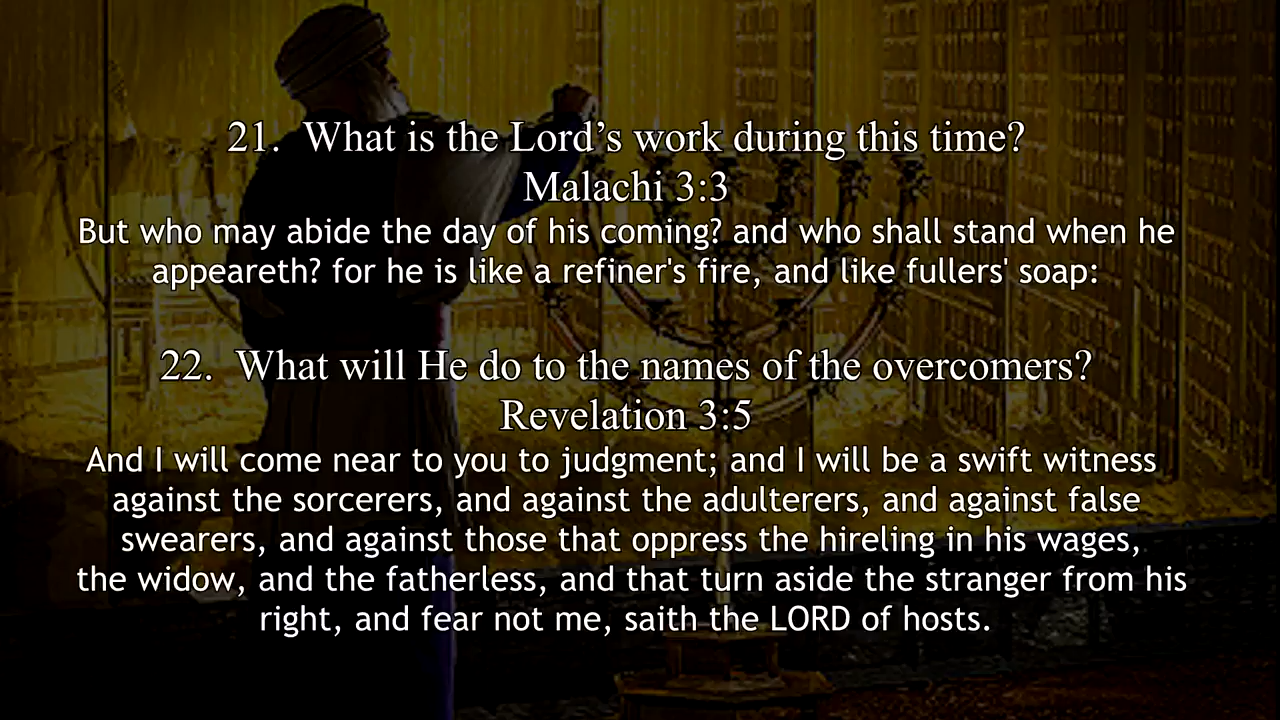 21.  What is the Lord’s work during this time?
Malachi 3:3
But who may abide the day of his coming? and who shall stand when he
appeareth? for he is like a refiner's fire, and like fullers' soap:
22.  What will He do to the names of the overcomers?
Revelation 3:5
And I will come near to you to judgment; and I will be a swift witness
against the sorcerers, and against the adulterers, and against false
swearers, and against those that oppress the hireling in his wages,
the widow, and the fatherless, and that turn aside the stranger from his
right, and fear not me, saith the LORD of hosts.